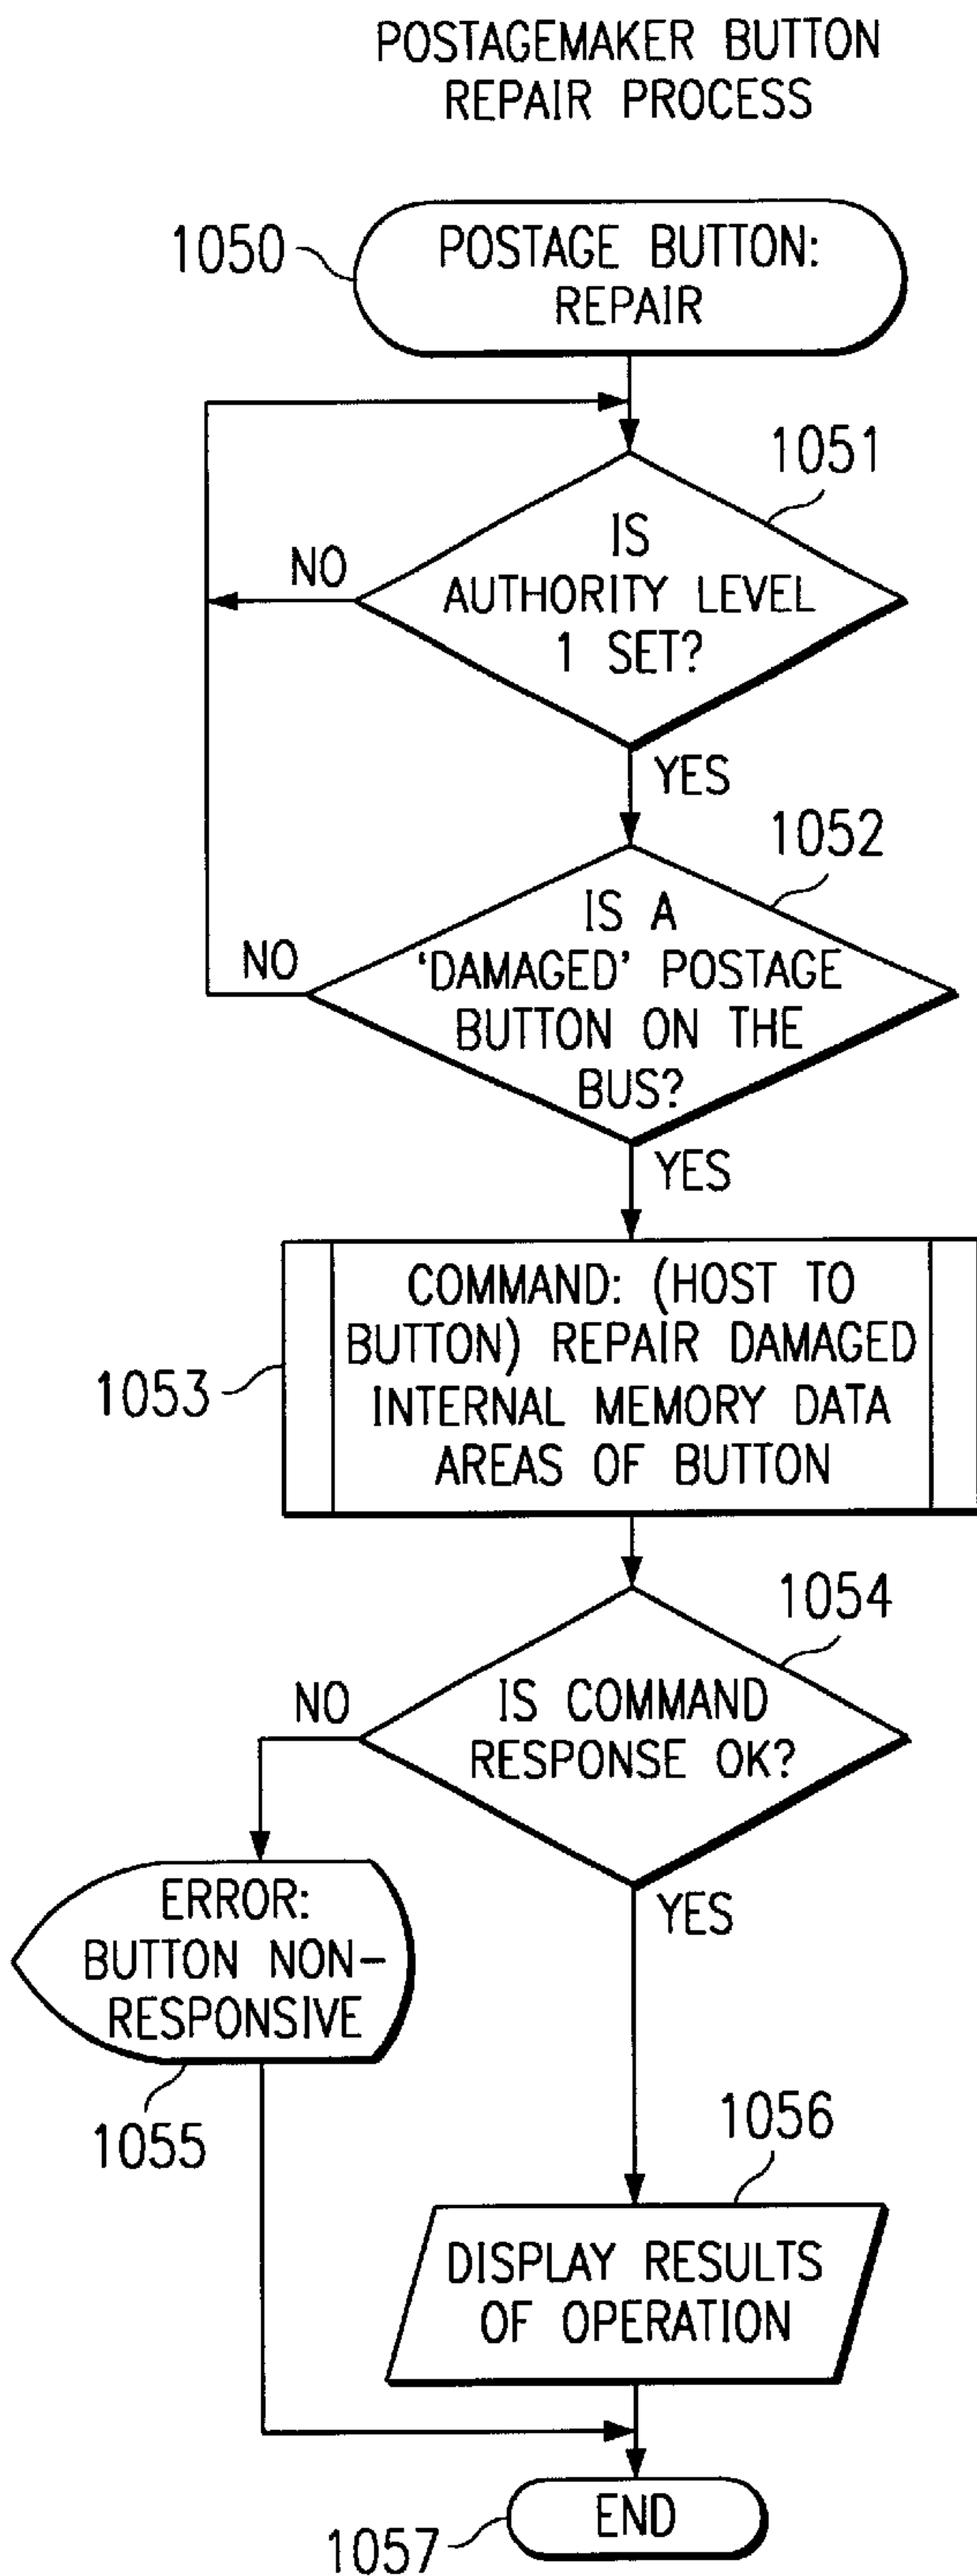 POSTAGEMAKER BUTTON
REPAIR PROCESS
1050
POSTAGE BUTTON:
REPAIR
1051
IS
AUTHORITY LEVEL
1 SET?
NO
YES
1052
IS A
‘DAMAGED’ POSTAGE
BUTTON ON THE
BUS?
NO
YES
1053
COMMAND: (HOST TO
BUTTON) REPAIR DAMAGED
INTERNAL MEMORY DATA
AREAS OF BUTTON
1054
IS COMMAND
RESPONSE OK?
NO
YES
ERROR:
BUTTON NON-
RESPONSIVE
1055
1056
DISPLAY RESULTS
OF OPERATION
END
1057